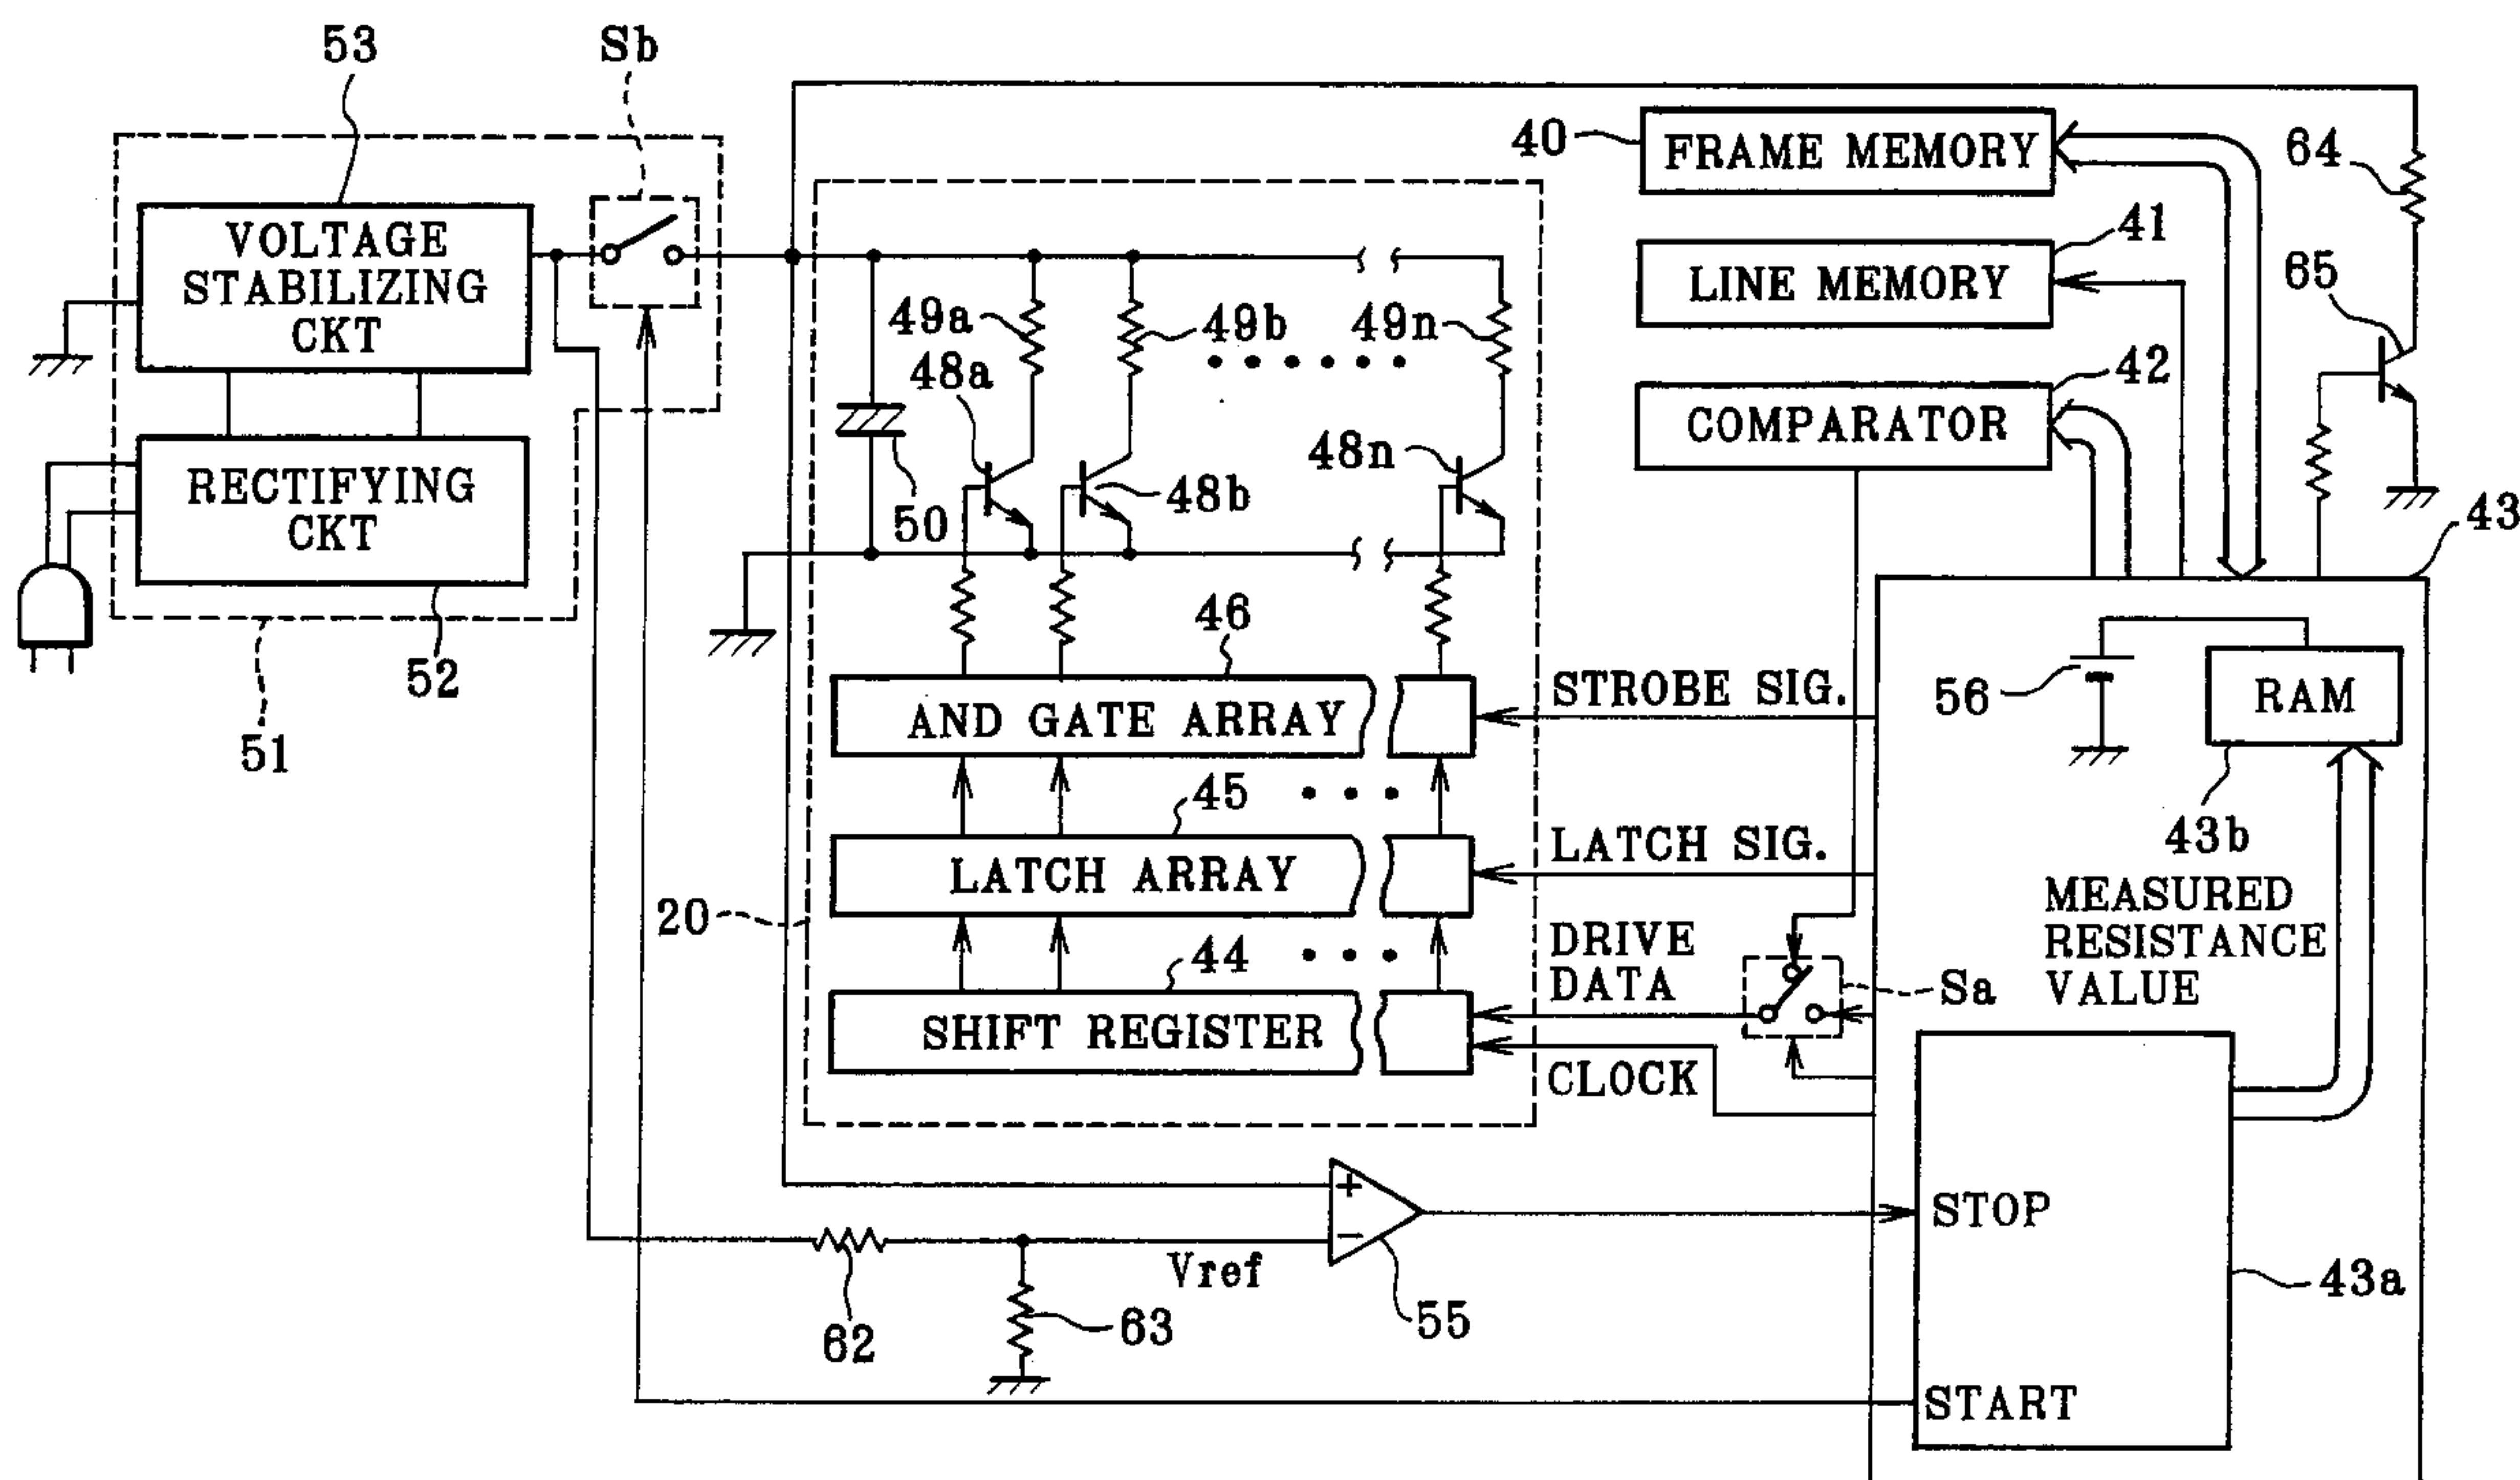 53
Sb
40
FRAME MEMORY
64
VOLTAGE
STABILIZING
CKT
41
LINE MEMORY
65
49a
49b
49n
48a
42
COMPARATOR
48n
RECTIFYING
CKT
50
48b
43
52
46
51
STROBE SIG.
56
RAM
AND GATE ARRAY
45
43b
LATCH SIG.
LATCH ARRAY
MEASURED
RESISTANCE
VALUE
20
DRIVE
DATA
44
Sa
SHIFT REGISTER
CLOCK
+
STOP
−
Vref
43a
62
63
55
START